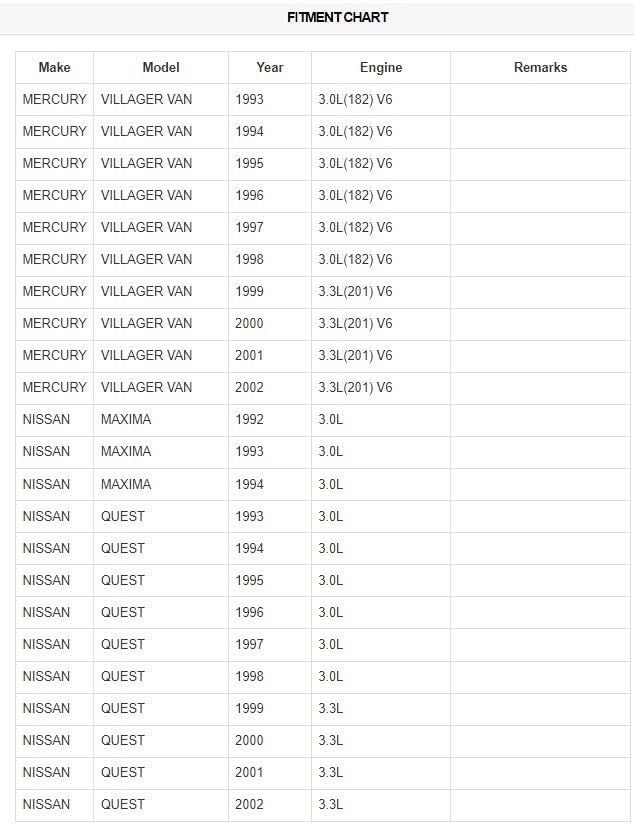 FITMENT CHART
Make Model Year Engine Remarks
MERCURY VILLAGER VAN 1993 3.0L(182) V6
MERCURY VILLAGER VAN 1994 3.0L(182) V6
MERCURY VILLAGER VAN 1995 3.0L(182) V6
MERCURY VILLAGER VAN 1996 3.0L(182) V6
MERCURY VILLAGER VAN 1997 3.0L(182) V6
MERCURY VILLAGER VAN 1998 3.0L(182) V6
MERCURY VILLAGER VAN 1999 3.3L(201) V6
MERCURY VILLAGER VAN 2000 3.3L(201) V6
MERCURY VILLAGER VAN 2001 3.3L(201) V6
MERCURY VILLAGER VAN 2002 3.3L(201) V6
NISSAN MAXIMA 1992 3.0L
NISSAN MAXIMA 1993 3.0L
NISSAN MAXIMA 1994 3.0L
NISSAN QUEST 1993 3.0L
NISSAN QUEST 1994 3.0L
NISSAN QUEST 1995 3.0L
NISSAN QUEST 1996 3.0L
NISSAN QUEST 1997 3.0L
NISSAN QUEST 1998 3.0L
NISSAN QUEST 1999 3.3L
NISSAN QUEST 2000 3.3L
NISSAN QUEST 2001 3.3L
NISSAN QUEST 2002 3.3L